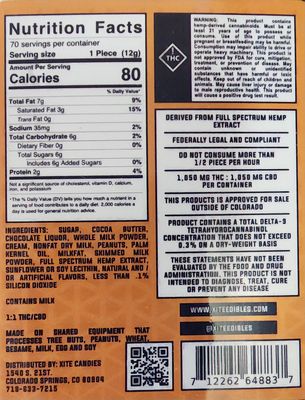 Nutrition Facts
70 servings per container
Serving size 1 Piece (12g)
Amount Per Serving
Calories 80
% Daily Value*
Total Fat 7g 9%
Saturated Fat 3g 15%
Trans Fat 0g
Sodium 35mg 2%
Total Carbohydrate 6g 2%
Dietary Fiber 0g 0%
Total Sugars 6g
Includes 6g Added Sugars 0%
Protein 2g 4%
Not a significant source of cholesterol, vitamin D, calcium,
iron, and potassium
*The % Daily Value (DV) tells you how much a nutrient in a
serving of food contributes to a daily diet. 2,000 calories a
day is used for general nutrition advice.
INGREDIENTS: SUGAR, COCOA BUTTER,
CHOCOLATE LIQUOR, WHOLE MILK POWDER,
CREAM, NONFAT DRY MILK, PEANUTS, PALM
KERNEL OIL, MILKFAT, SKIMMED MILK
POWDER, FULL SPECTRUM HEMP EXTRACT,
SUNFLOWER OR SOY LECITHIN, NATURAL AND /
OR ARTIFICIAL FLAVORS, LESS THAN .1%
SILICON DIOXIDE
CONTAINS MILK
1:1 THC/CBD
MADE ON SHARED EQUIPMENT THAT
PROCESSES TREE NUTS, PEANUTS, WHEAT,
SESAME, MILK, EGG AND SOY
DISTRIBUTED BY: XITE CANDIES
1540 S. 21ST.
COLORADO SPRINGS, CO 80904
719-633-7215
THC
WARNING: This product contains
hemp-derived cannabinoids. Must be at
least 21 years of age to possess or
consume. Use of this product while
pregnant or breastfeeding may be harmful.
Consumption may impair ability to drive or
operate heavy machinery. This product is
not approved by FDA for cure, mitigation,
treatment, or prevention of disease. May
contain unknown or unidentified
substances that have harmful or toxic
effects. Keep out of reach of children and
animals. May cause liver injury or damage
to male reproductive health. This product
will cause a positive drug test result.
DERIVED FROM FULL SPECTRUM HEMP
EXTRACT
FEDERALLY LEGAL AND COMPLIANT
DO NOT CONSUME MORE THAN
1/2 PIECE PER HOUR
1,050 MG THC : 1,050 MG CBD
PER CONTAINER
THIS PRODUCTS IS APPROVED FOR SALE
OUTSIDE OF COLORADO
PRODUCT CONTAINS A TOTAL DELTA-9
TETRAHYDROCANNABINOL
CONCENTRATION THAT DOES NOT EXCEED
0.3% ON A DRY-WEIGHT BASIS
THESE STATEMENTS HAVE NOT BEEN
EVALUATED BY THE FOOD AND DRUG
ADMINISTRATION. THIS PRODUCT IS NOT
INTENDED TO DIAGNOSE, TREAT, CURE
OR PREVENT ANY DISEASE
WWW.XITEEDIBLES.COM
@XITEEDIBLES
7 12262 64883 7